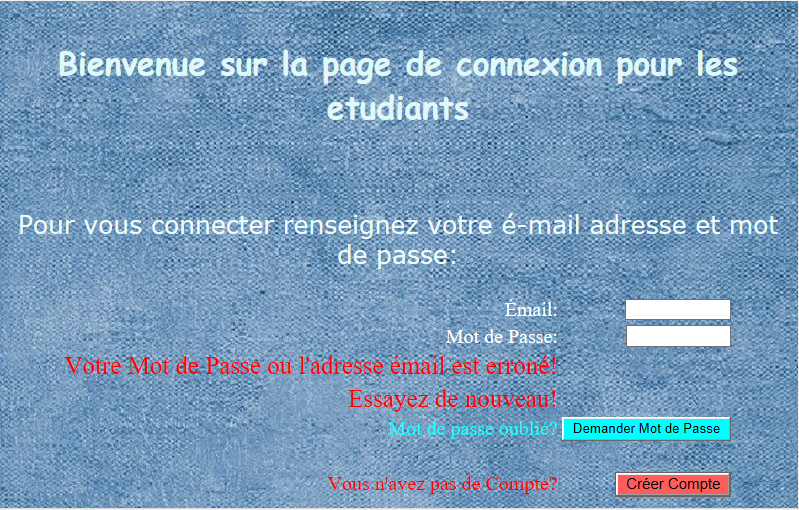 Bienvenue sur la page de connexion pour les
etudiants
Pour vous connecter renseignez votre é-mail adresse et mot
de passe:
Émail:
Mot de Passe:
Votre Mot de Passe ou l'adresse émail est erroné!
Essayez de nouveau!
Mot de passe oublié? Demander Mot de Passe
Vous n'avez pas de Compte? Créer Compte